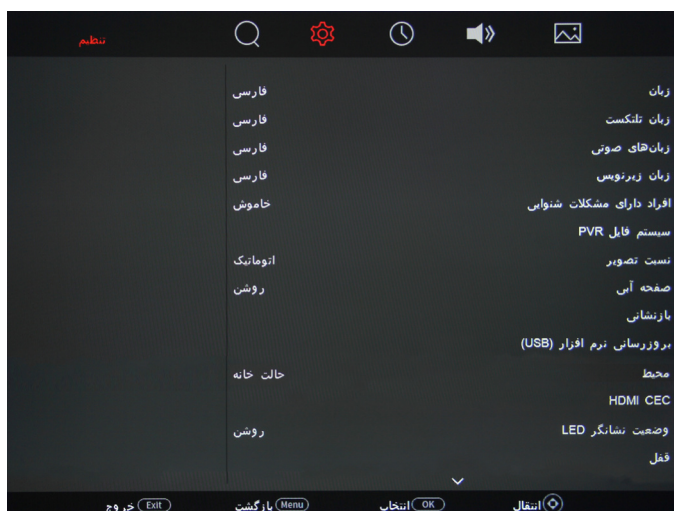 تنظیم
زبان فارسی
زبان تلتکست فارسی
زبان‌های صوتی فارسی
زبان زیرنویس فارسی
افراد دارای مشکلات شنوایی خاموش
سیستم فایل PVR
نسبت تصویر اتوماتیک
صفحه آبی روشن
بازنشانی
بروزرسانی نرم افزار (USB)
محیط حالت خانه
HDMI CEC
وضعیت نشانگر LED روشن
قفل
انتقال OK انتخاب Menu بازگشت Exit خروج